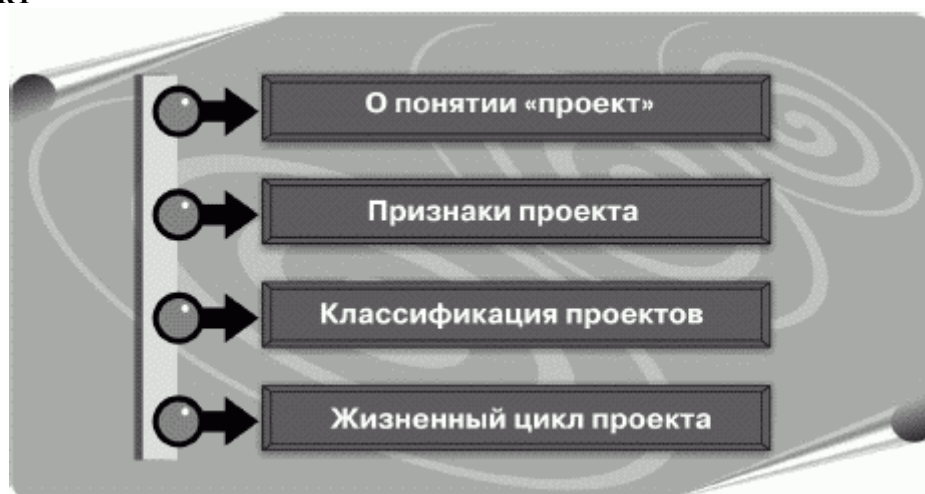 О понятии «проект»
Признаки проекта
Классификация проектов
Жизненный цикл проекта